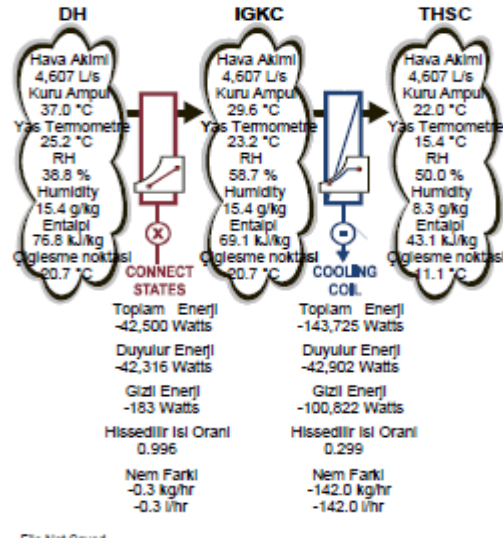 DH
Hava Akimi
4,607 L/s
Kuru Ampul
37.0 °C
Yas Termometre
25.2 °C
RH
38.8 %
Humidity
15.4 g/kg
Entalpi
76.8 kJ/kg
Çiglesme noktasi
20.7 °C
CONNECT
STATES
Toplam Enerji
-42,500 Watts
Duyulur Enerji
-42,316 Watts
Gizli Enerji
-183 Watts
Hissedilir Isi Orani
0.996
Nem Farki
-0.3 kg/hr
-0.3 l/hr
IGKC
Hava Akimi
4,607 L/s
Kuru Ampul
29.6 °C
Yas Termometre
23.2 °C
RH
58.7 %
Humidity
15.4 g/kg
Entalpi
69.1 kJ/kg
Çiglesme noktasi
20.7 °C
COOLING
COIL
Toplam Enerji
-143,725 Watts
Duyulur Enerji
-42,902 Watts
Gizli Enerji
-100,822 Watts
Hissedilir Isi Orani
0.299
Nem Farki
-142.0 kg/hr
-142.0 l/hr
THSC
Hava Akimi
4,607 L/s
Kuru Ampul
22.0 °C
Yas Termometre
15.4 °C
RH
50.0 %
Humidity
8.3 g/kg
Entalpi
43.1 kJ/kg
Çiglesme noktasi
11.1 °C